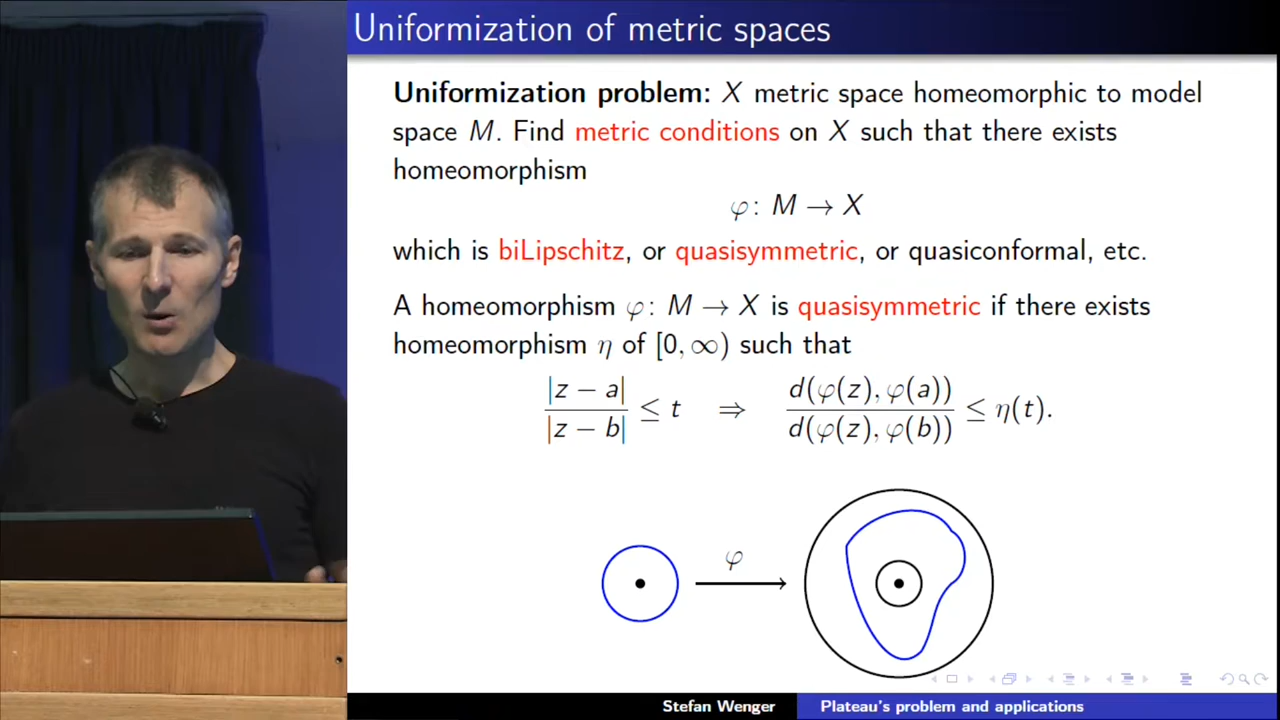 Uniformization of metric spaces
Uniformization problem: X metric space homeomorphic to model
space M. Find metric conditions on X such that there exists
homeomorphism
φ: M → X
which is biLipschitz, or quasisymmetric, or quasiconformal, etc.
A homeomorphism φ: M → X is quasisymmetric if there exists
homeomorphism η of [0, ∞) such that
|z − a| / |z − b| ≤ t ⇒ d(φ(z), φ(a)) / d(φ(z), φ(b)) ≤ η(t).
φ
Stefan Wenger Plateau's problem and applications